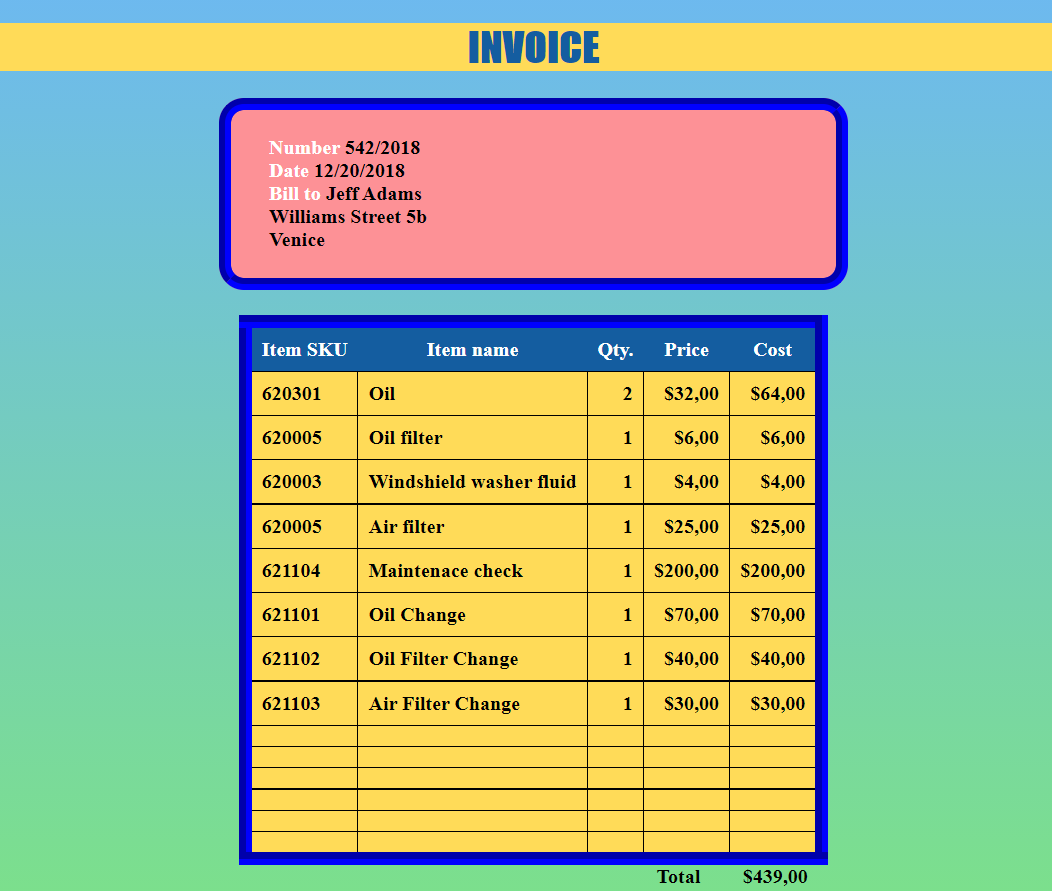 INVOICE
Number 542/2018
Date 12/20/2018
Bill to Jeff Adams
Williams Street 5b
Venice
Item SKU Item name Qty. Price Cost
620301 Oil 2 $32,00 $64,00
620005 Oil filter 1 $6,00 $6,00
620003 Windshield washer fluid 1 $4,00 $4,00
620005 Air filter 1 $25,00 $25,00
621104 Maintenace check 1 $200,00 $200,00
621101 Oil Change 1 $70,00 $70,00
621102 Oil Filter Change 1 $40,00 $40,00
621103 Air Filter Change 1 $30,00 $30,00
Total $439,00